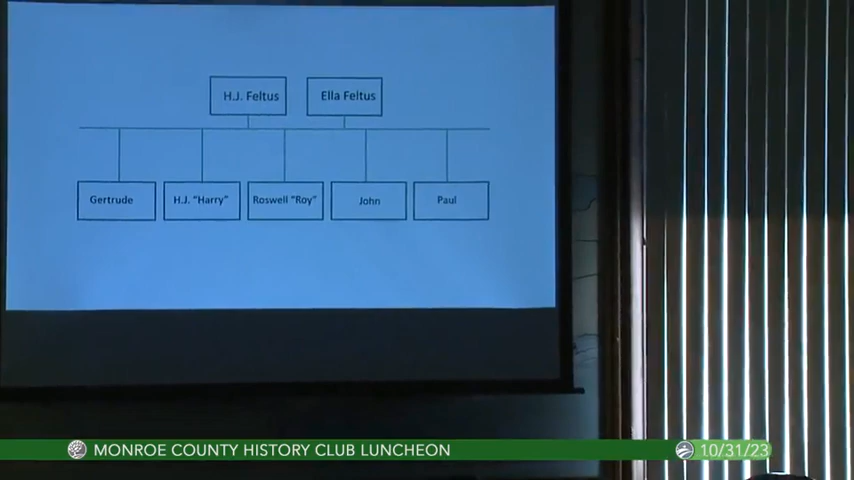 H.J. Feltus
Ella Feltus
Gertrude
H.J. "Harry"
Roswell "Roy"
John
Paul
MONROE COUNTY HISTORY CLUB LUNCHEON
10/31/23